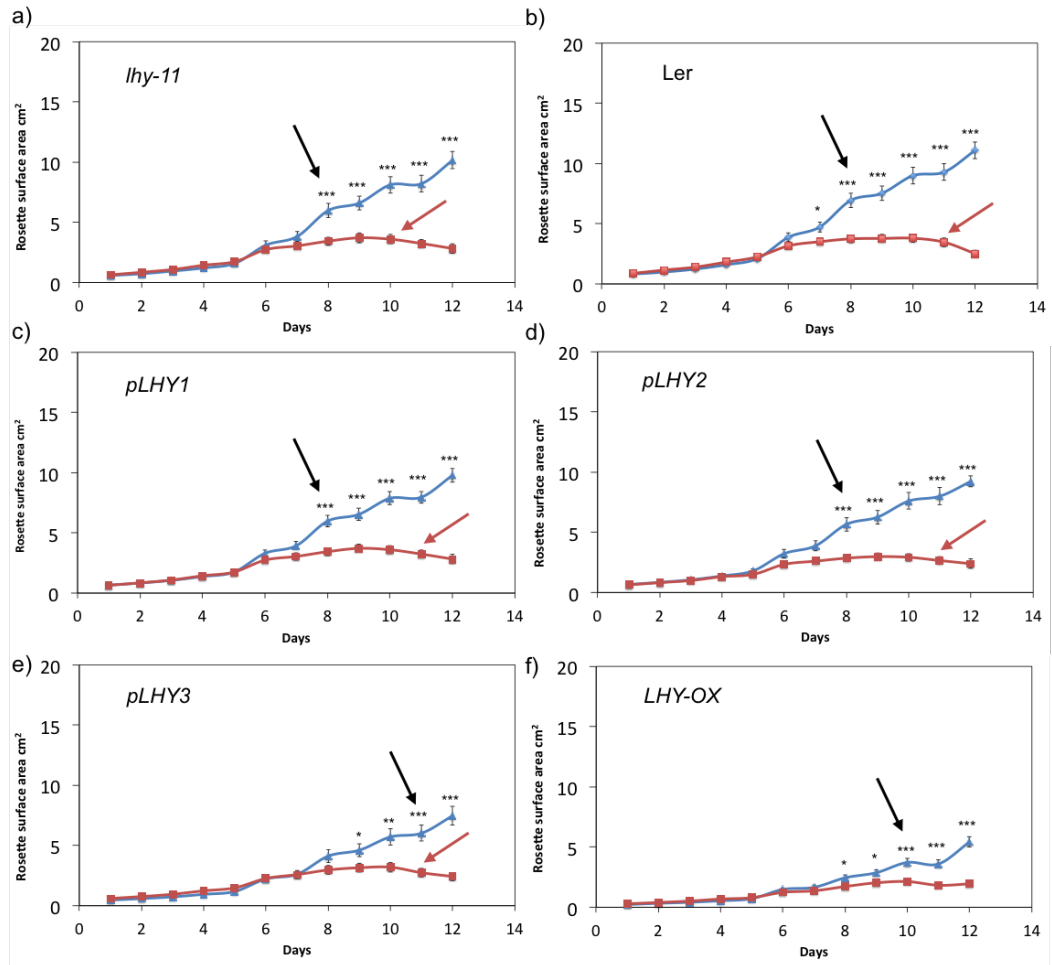 a)
20
15
10
5
0
Rosette surface area cm²
lhy-11
***
***
***
***
***
0 2 4 6 8 10 12 14
Days
b)
20
15
10
5
0
Rosette surface area cm²
Ler
*
***
***
***
***
***
0 2 4 6 8 10 12 14
Days
c)
20
15
10
5
0
Rosette surface area cm²
pLHY1
***
***
***
***
***
0 2 4 6 8 10 12 14
Days
d)
20
15
10
5
0
Rosette surface area cm²
pLHY2
***
***
***
***
***
0 2 4 6 8 10 12 14
Days
e)
20
15
10
5
0
Rosette surface area cm²
pLHY3
*
**
***
***
0 2 4 6 8 10 12 14
Days
f)
20
15
10
5
0
Rosette surface area cm²
LHY-OX
*
*
***
***
***
0 2 4 6 8 10 12 14
Days